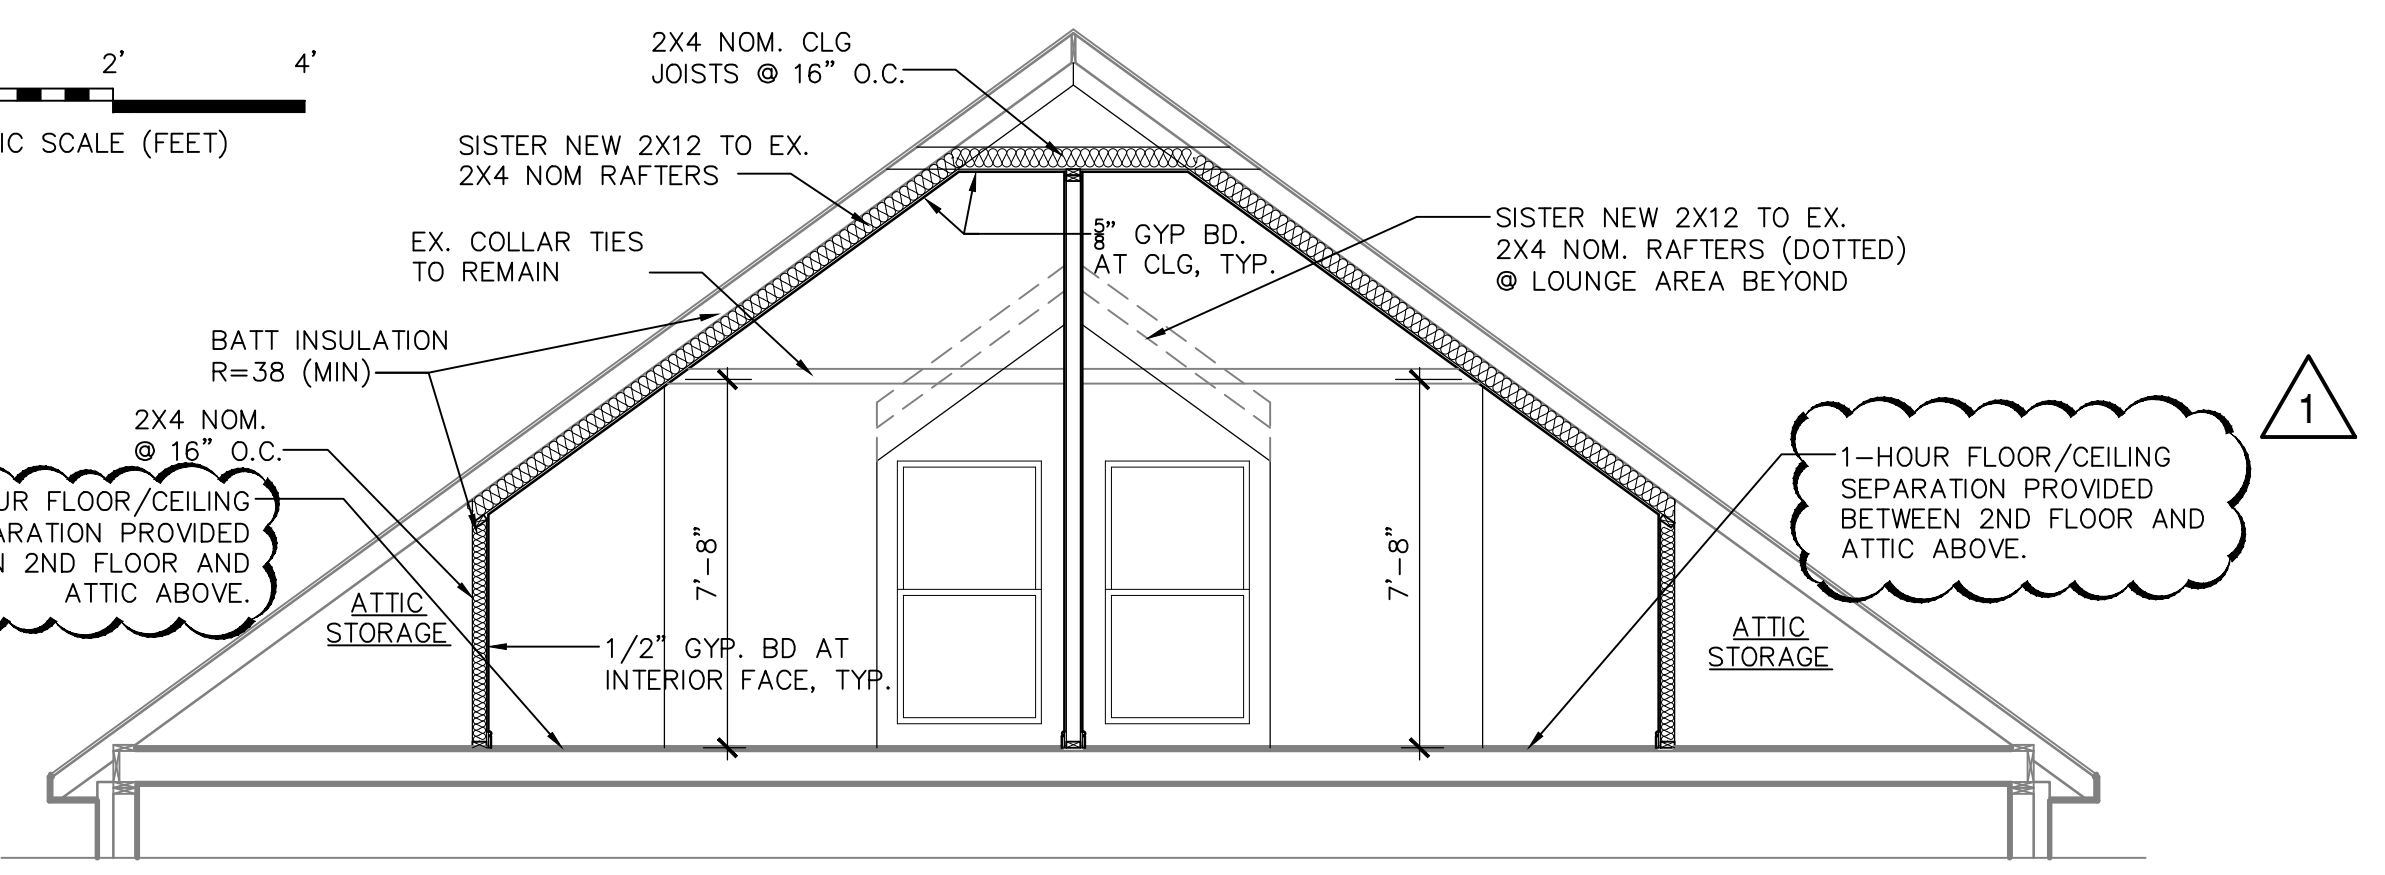 2' 4'
IC SCALE (FEET)
2X4 NOM. CLG
JOISTS @ 16" O.C.
SISTER NEW 2X12 TO EX.
2X4 NOM RAFTERS
EX. COLLAR TIES
TO REMAIN
BATT INSULATION
R=38 (MIN)
2X4 NOM.
@ 16" O.C.
UR FLOOR/CEILING
ARATION PROVIDED
N 2ND FLOOR AND
ATTIC ABOVE.
ATTIC
STORAGE
1/2" GYP. BD AT
INTERIOR FACE, TYP.
7'-8"
5/8" GYP BD.
AT CLG, TYP.
7'-8"
SISTER NEW 2X12 TO EX.
2X4 NOM. RAFTERS (DOTTED)
@ LOUNGE AREA BEYOND
1-HOUR FLOOR/CEILING
SEPARATION PROVIDED
BETWEEN 2ND FLOOR AND
ATTIC ABOVE.
1
ATTIC
STORAGE